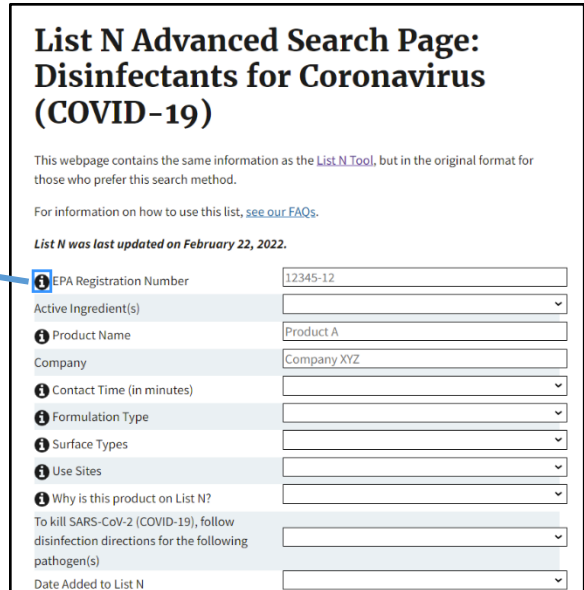 List N Advanced Search Page:
Disinfectants for Coronavirus
(COVID-19)
This webpage contains the same information as the List N Tool, but in the original format for
those who prefer this search method.
For information on how to use this list, see our FAQs.
List N was last updated on February 22, 2022.
EPA Registration Number 12345-12
Active Ingredient(s)
Product Name Product A
Company Company XYZ
Contact Time (in minutes)
Formulation Type
Surface Types
Use Sites
Why is this product on List N?
To kill SARS-CoV-2 (COVID-19), follow
disinfection directions for the following
pathogen(s)
Date Added to List N